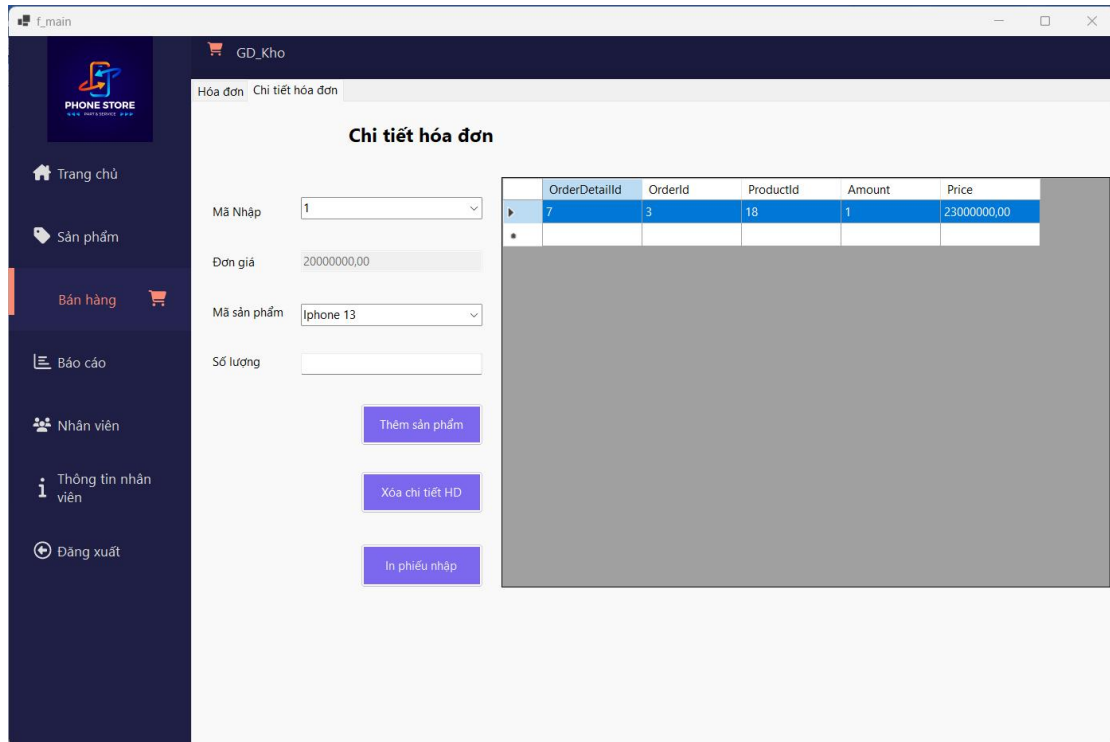 f_main
PHONE STORE
PART & SERVICE
GD_Kho
Hóa đơn Chi tiết hóa đơn
Chi tiết hóa đơn
Trang chủ
Sản phẩm
Bán hàng
Báo cáo
Nhân viên
Thông tin nhân
viên
Đăng xuất
Mã Nhập 1
Đơn giá 20000000,00
Mã sản phẩm Iphone 13
Số lượng
Thêm sản phẩm
Xóa chi tiết HD
In phiếu nhập
OrderDetailId OrderId ProductId Amount Price
7 3 18 1 23000000,00